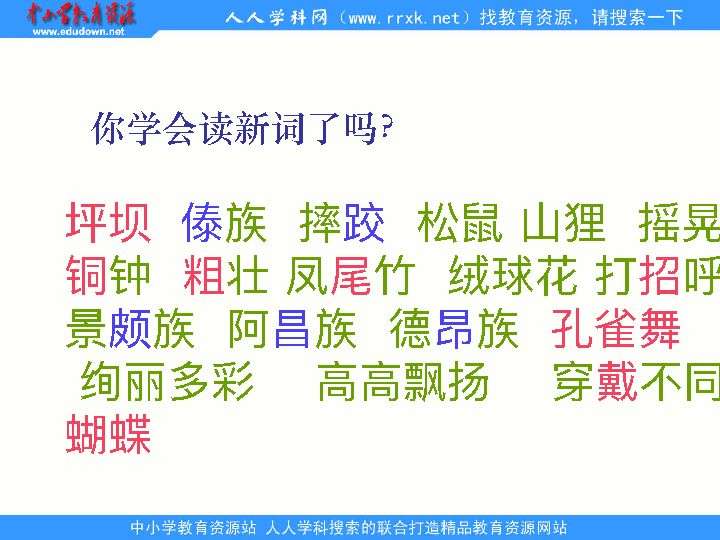 中小学教育资源
www.edudown.net
人人学科网（www.rrxk.net）找教育资源，请搜索一下
你学会读新词了吗?
坪坝 傣族 摔跤 松鼠 山狸 摇晃
铜钟 粗壮 凤尾竹 绒球花 打招呼
景颇族 阿昌族 德昂族 孔雀舞
绚丽多彩 高高飘扬 穿戴不同
蝴蝶
中小学教育资源站 人人学科搜索的联合打造精品教育资源网站